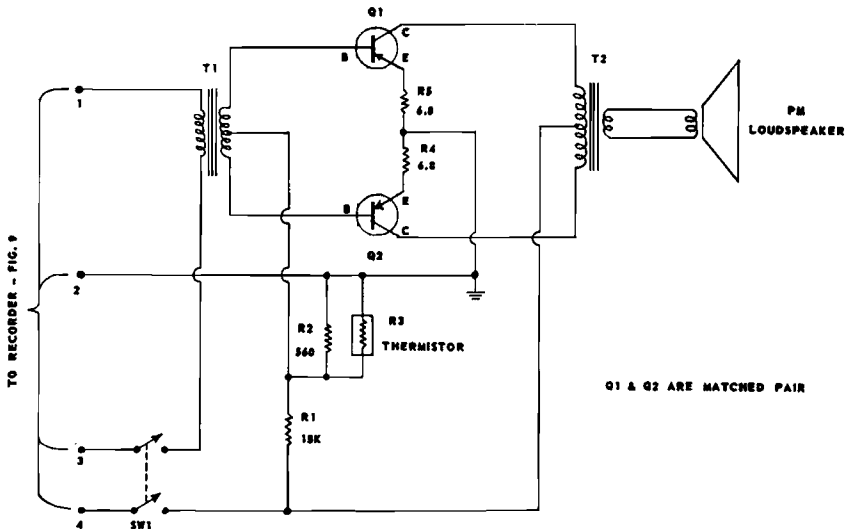 Q1
C
T1
B
E
T2
1
R5
6.8
PM
LOUDSPEAKER
R4
6.8
B
E
C
Q2
TO RECORDER - FIG. 9
2
R2
560
R3
THERMISTOR
Q1 & Q2 ARE MATCHED PAIR
R1
18K
3
4
SW1